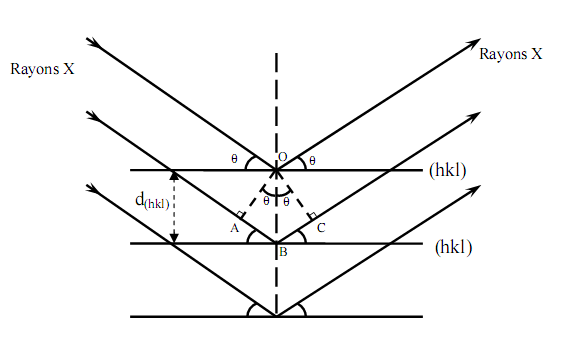 Rayons X
Rayons X
θ
O
θ
(hkl)
d(hkl)
θ
θ
A
C
B
(hkl)